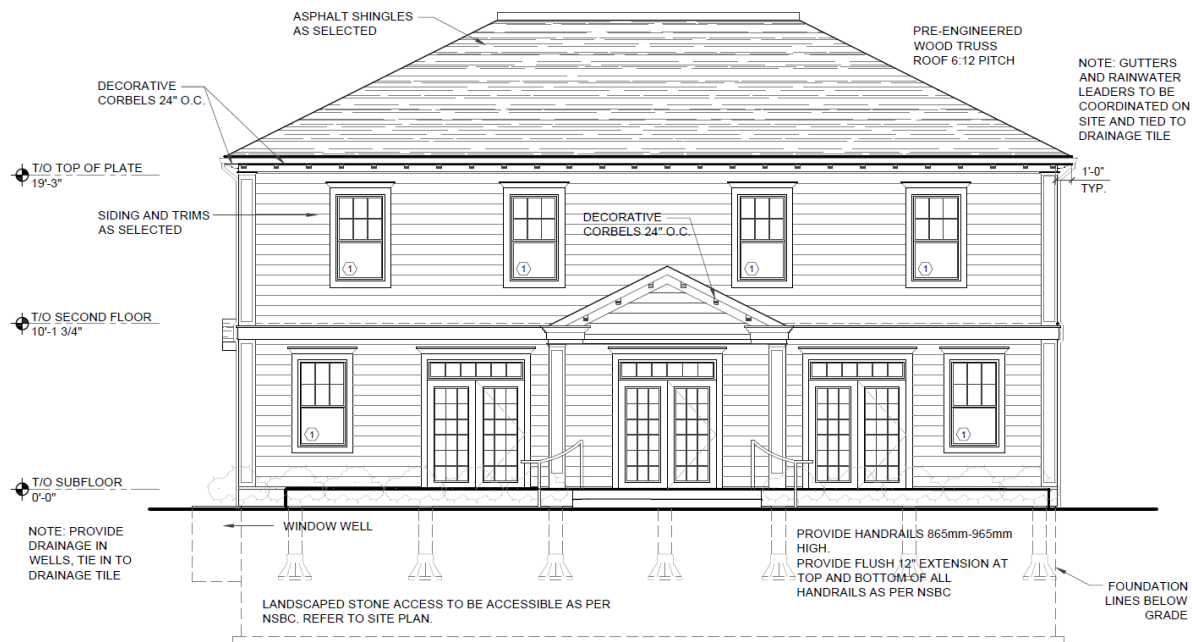 ASPHALT SHINGLES
AS SELECTED
PRE-ENGINEERED
WOOD TRUSS
ROOF 6:12 PITCH
NOTE: GUTTERS
AND RAINWATER
LEADERS TO BE
COORDINATED ON
SITE AND TIED TO
DRAINAGE TILE
DECORATIVE
CORBELS 24" O.C.
T/O TOP OF PLATE
19'-3"
1'-0"
TYP.
SIDING AND TRIMS
AS SELECTED
DECORATIVE
CORBELS 24" O.C.
1
1
1
1
T/O SECOND FLOOR
10'-1 3/4"
1
1
T/O SUBFLOOR
0'-0"
NOTE: PROVIDE
DRAINAGE IN
WELLS, TIE IN TO
DRAINAGE TILE
WINDOW WELL
PROVIDE HANDRAILS 865mm-965mm
HIGH.
PROVIDE FLUSH 12" EXTENSION AT
TOP AND BOTTOM OF ALL
HANDRAILS AS PER NSBC
LANDSCAPED STONE ACCESS TO BE ACCESSIBLE AS PER
NSBC. REFER TO SITE PLAN.
FOUNDATION
LINES BELOW
GRADE